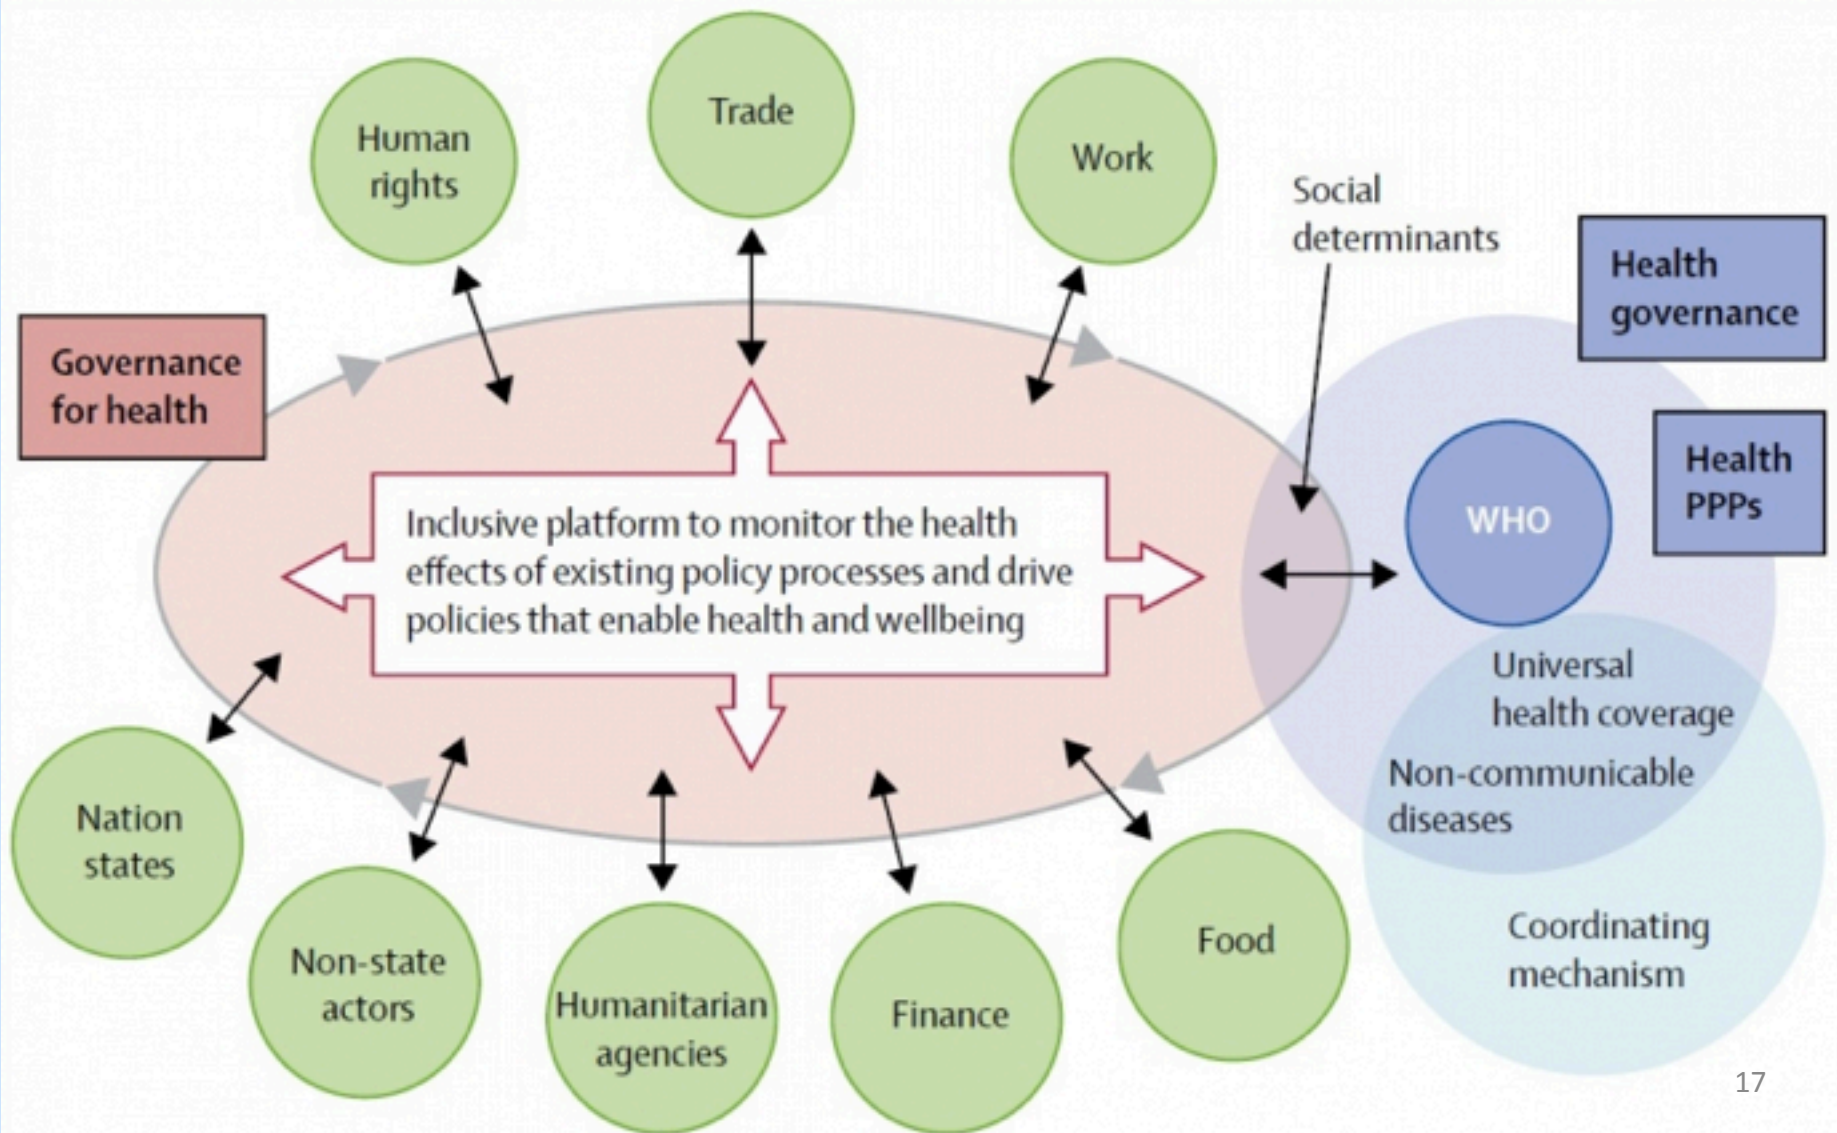 Trade
Human
rights
Work
Social
determinants
Health
governance
Governance
for health
Health
PPPs
WHO
Inclusive platform to monitor the health
effects of existing policy processes and drive
policies that enable health and wellbeing
Universal
health coverage
Non-communicable
diseases
Nation
states
Non-state
actors
Humanitarian
agencies
Finance
Food
Coordinating
mechanism
17